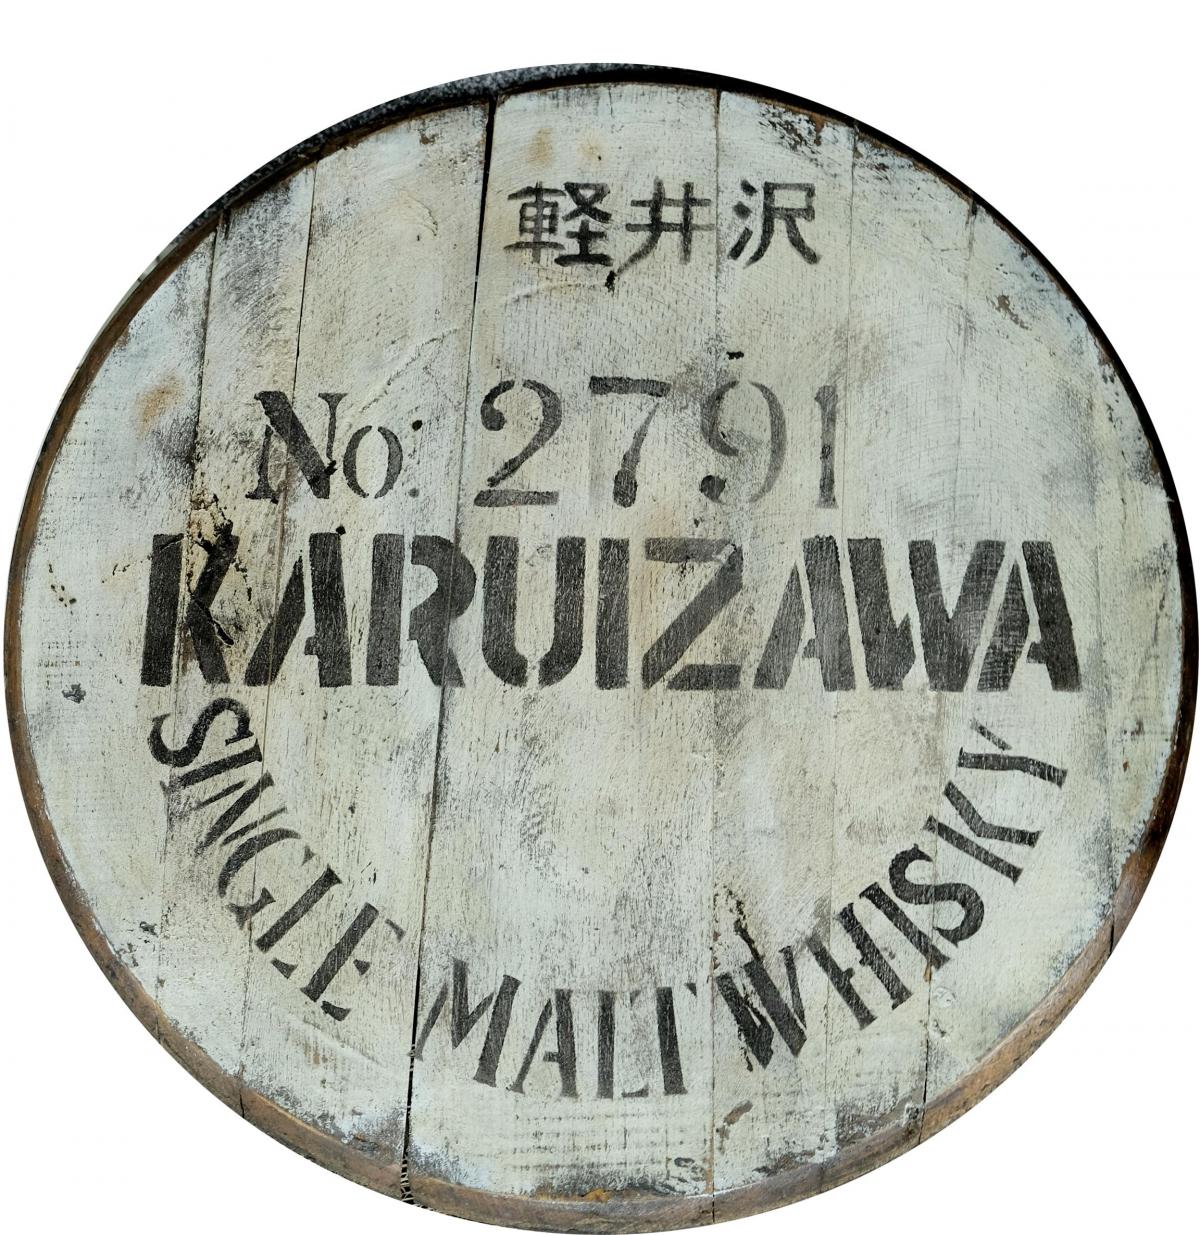 軽井沢
No. 2791
KARUIZAWA
SINGLE MALT WHISKY